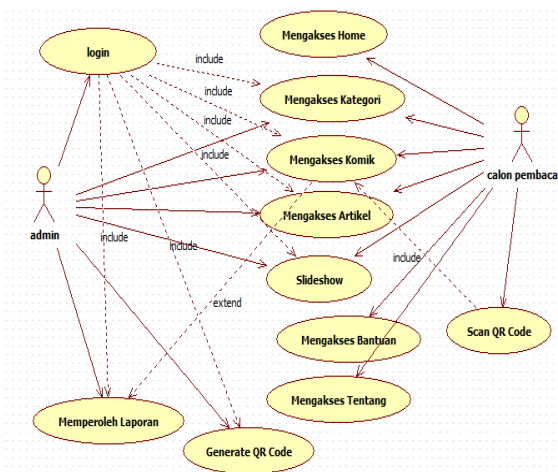 Mengakses Home
login
include
Mengakses Kategori
include
include
calon pembaca
include
Mengakses Komik
admin
Mengakses Artikel
include
include
include
Slideshow
extend
Scan QR Code
Mengakses Bantuan
Mengakses Tentang
Memperoleh Laporan
Generate QR Code